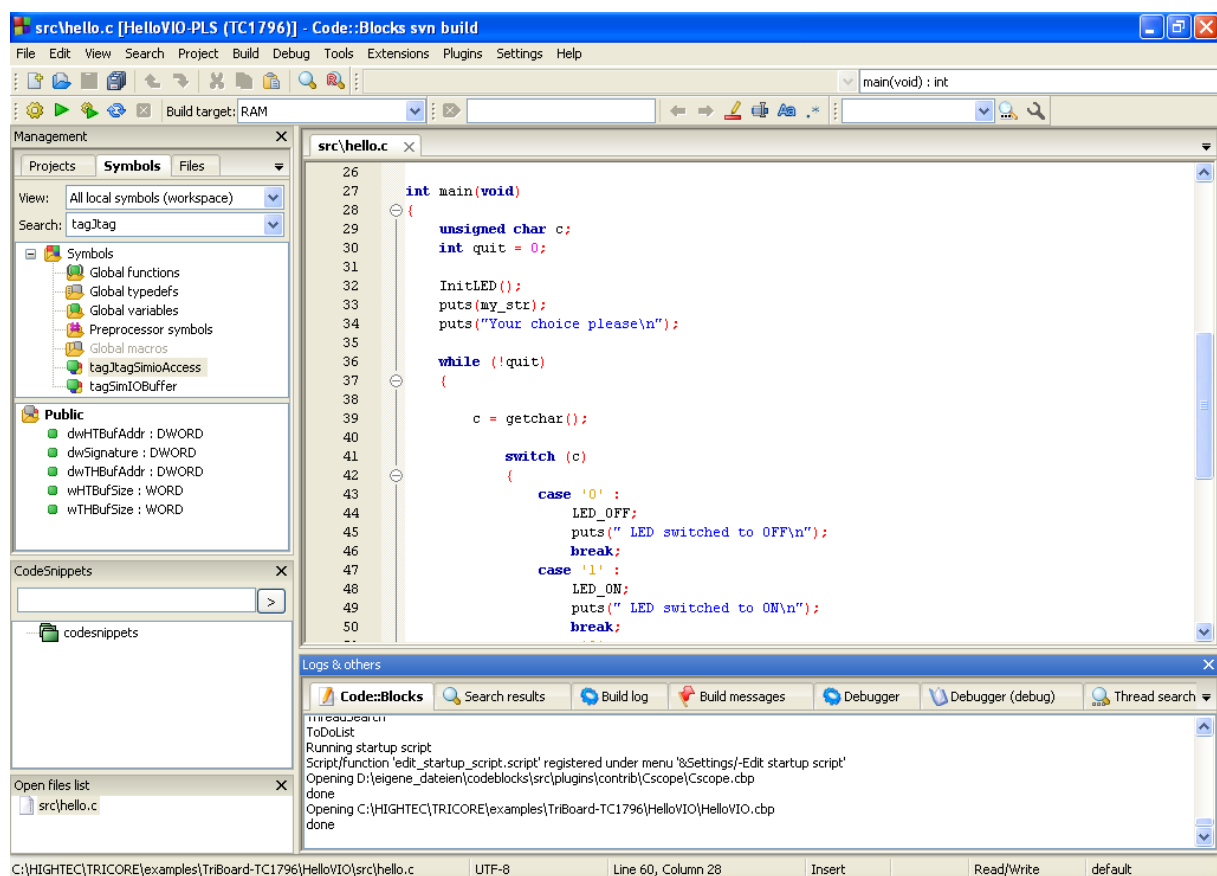 src\hello.c [HelloVIO-PLS (TC1796)] - Code::Blocks svn build
File Edit View Search Project Build Debug Tools Extensions Plugins Settings Help
main(void) : int
Build target: RAM
Management
Projects Symbols Files
View: All local symbols (workspace)
Search: tagJtag
Symbols
Global functions
Global typedefs
Global variables
Preprocessor symbols
Global macros
tagJtagSimioAccess
tagSimIOBuffer
Public
dwHTBufAddr : DWORD
dwSignature : DWORD
dwTHBufAddr : DWORD
wHTBufSize : WORD
wTHBufSize : WORD
CodeSnippets
>
codesnippets
Open files list
src\hello.c
src\hello.c
26
27 int main(void)
28 {
29 unsigned char c;
30 int quit = 0;
31
32 InitLED();
33 puts(my_str);
34 puts("Your choice please\n");
35
36 while (!quit)
37 {
38
39 c = getchar();
40
41 switch (c)
42 {
43 case '0' :
44 LED_OFF;
45 puts(" LED switched to OFF\n");
46 break;
47 case '1' :
48 LED_ON;
49 puts(" LED switched to ON\n");
50 break;
Logs & others
Code::Blocks Search results Build log Build messages Debugger Debugger (debug) Thread search
ThreadSearch
ToDoList
Running startup script
Script/function 'edit_startup_script.script' registered under menu '&Settings/-Edit startup script'
Opening D:\eigene_dateien\codeblocks\src\plugins\contrib\Cscope\Cscope.cbp
done
Opening C:\HIGHTEC\TRICORE\examples\TriBoard-TC1796\HelloVIO\HelloVIO.cbp
done
C:\HIGHTEC\TRICORE\examples\TriBoard-TC1796\HelloVIO\src\hello.c UTF-8 Line 60, Column 28 Insert Read/Write default